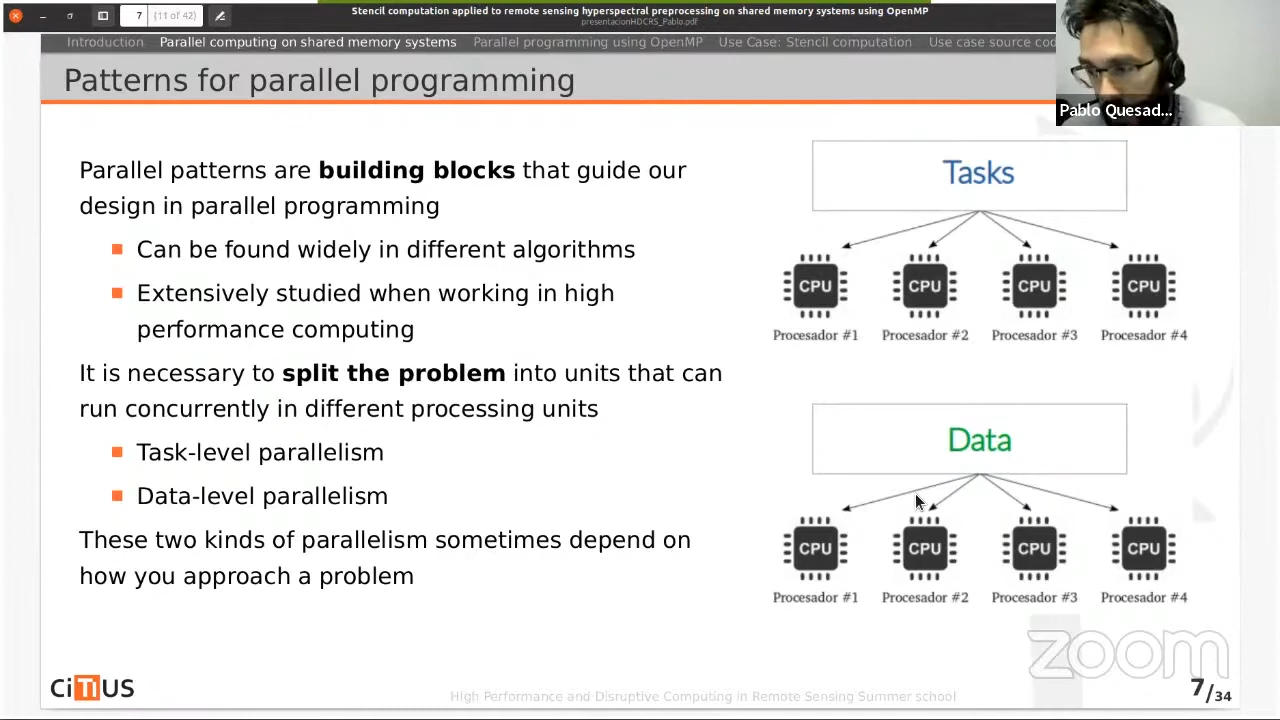 Stencil computation applied to remote sensing hyperspectral preprocessing on shared memory systems using OpenMP
presentacionHDCRS_Pablo.pdf
7 (11 of 42)
Introduction Parallel computing on shared memory systems Parallel programming using OpenMP Use Case: Stencil computation Use case source cod
Patterns for parallel programming
Pablo Quesad...
Parallel patterns are building blocks that guide our
design in parallel programming
Can be found widely in different algorithms
Extensively studied when working in high
performance computing
It is necessary to split the problem into units that can
run concurrently in different processing units
Task-level parallelism
Data-level parallelism
These two kinds of parallelism sometimes depend on
how you approach a problem
Tasks
CPU CPU CPU CPU
Procesador #1 Procesador #2 Procesador #3 Procesador #4
Data
CPU CPU CPU CPU
Procesador #1 Procesador #2 Procesador #3 Procesador #4
zoom
CiTIUS
High Performance and Disruptive Computing in Remote Sensing Summer school
7/34